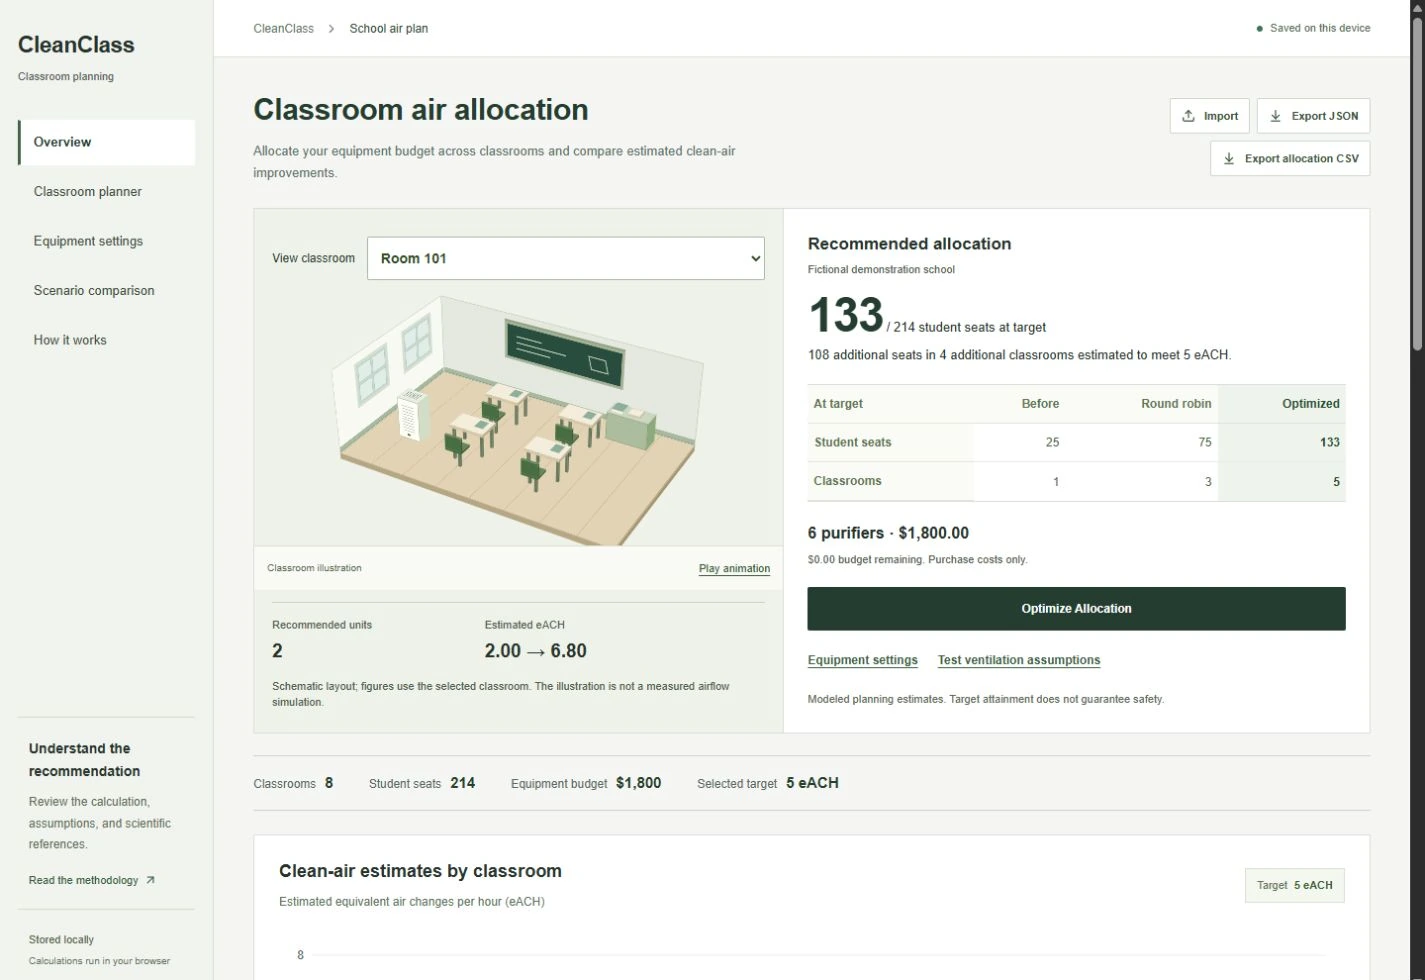 CleanClass
Classroom planning
Overview
Classroom planner
Equipment settings
Scenario comparison
How it works
Understand the
recommendation
Review the calculation,
assumptions, and scientific
references.
Read the methodology
Stored locally
Calculations run in your browser
CleanClass
School air plan
Saved on this device
Classroom air allocation
Allocate your equipment budget across classrooms and compare estimated clean-air
improvements.
Import
Export JSON
Export allocation CSV
View classroom
Room 101
Classroom illustration
Play animation
Recommended units
Estimated eACH
2
2.00 → 6.80
Schematic layout; figures use the selected classroom. The illustration is not a measured airflow
simulation.
Recommended allocation
Fictional demonstration school
133 / 214 student seats at target
108 additional seats in 4 additional classrooms estimated to meet 5 eACH.
At target Before Round robin Optimized
Student seats 25 75 133
Classrooms 1 3 5
6 purifiers · $1,800.00
$0.00 budget remaining. Purchase costs only.
Optimize Allocation
Equipment settings
Test ventilation assumptions
Modeled planning estimates. Target attainment does not guarantee safety.
Classrooms 8
Student seats 214
Equipment budget $1,800
Selected target 5 eACH
Clean-air estimates by classroom
Estimated equivalent air changes per hour (eACH)
Target 5 eACH
8